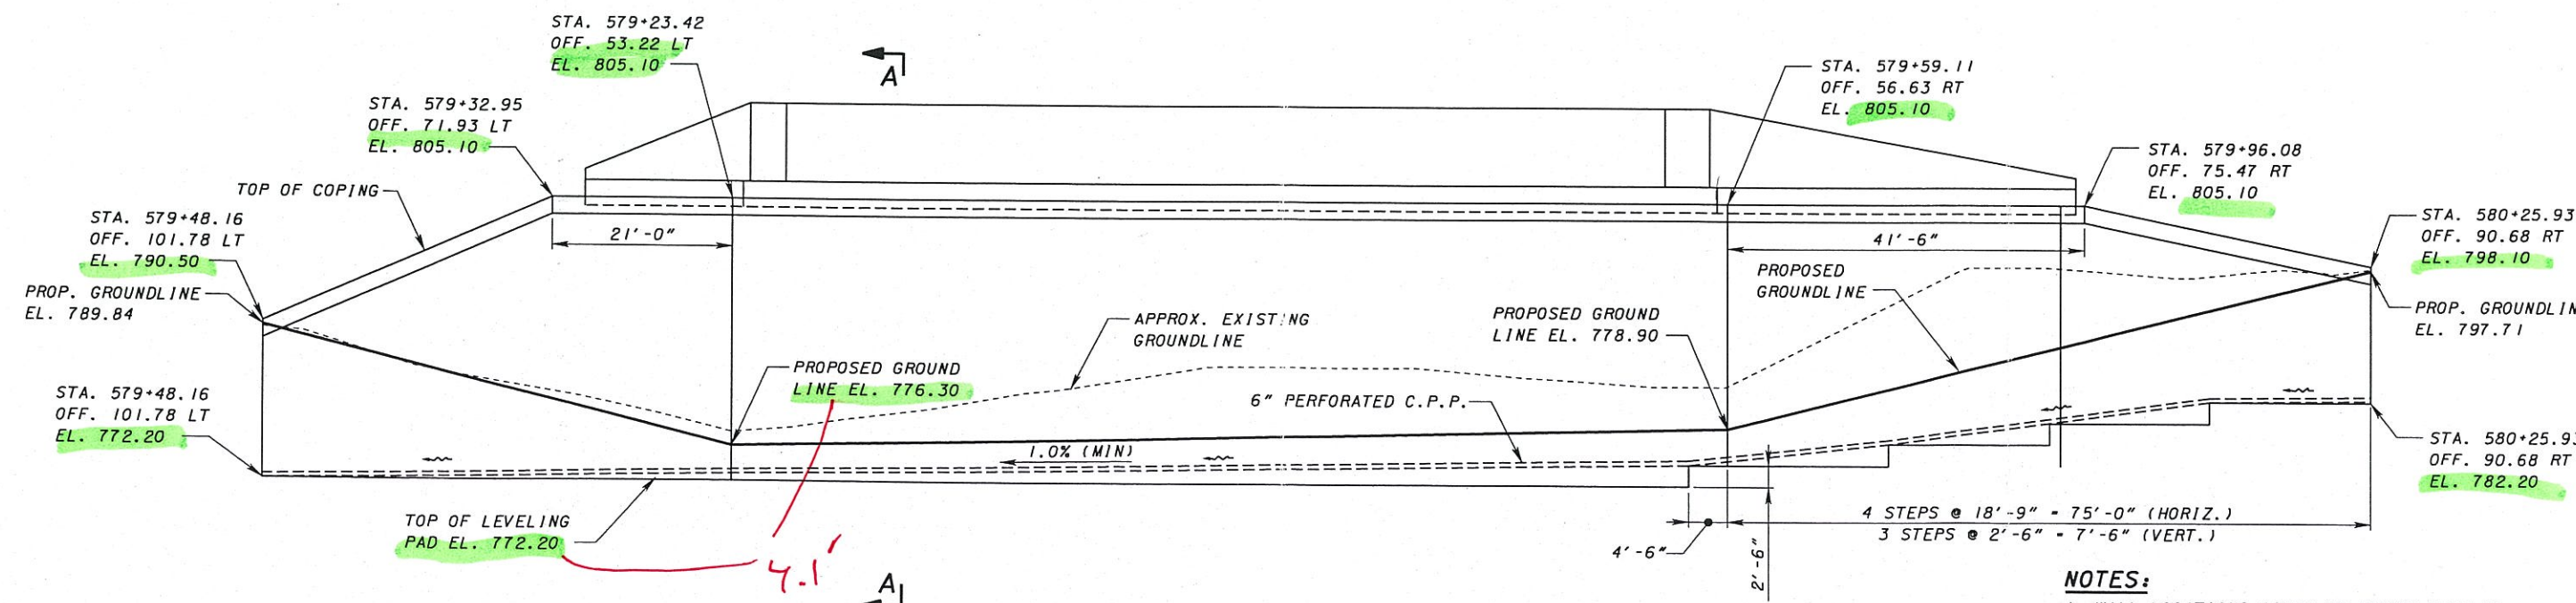 STA. 579+23.42
OFF. 53.22 LT
EL. 805.10
A
STA. 579+59.11
OFF. 56.63 RT
EL. 805.10
STA. 579+32.95
OFF. 71.93 LT
EL. 805.10
STA. 579+96.08
OFF. 75.47 RT
EL. 805.10
TOP OF COPING
STA. 579+48.16
OFF. 101.78 LT
EL. 790.50
STA. 580+25.93
OFF. 90.68 RT
EL. 798.10
21'-0"
41'-6"
PROP. GROUNDLINE
EL. 789.84
PROPOSED
GROUNDLINE
APPROX. EXISTING
GROUNDLINE
PROPOSED GROUND
LINE EL. 778.90
PROP. GROUNDLIN
EL. 797.71
PROPOSED GROUND
LINE EL. 776.30
STA. 579+48.16
OFF. 101.78 LT
EL. 772.20
6" PERFORATED C.P.P.
1.0% (MIN)
STA. 580+25.93
OFF. 90.68 RT
EL. 782.20
TOP OF LEVELING
PAD EL. 772.20
4.1'
4'-6"
2'-6"
4 STEPS @ 18'-9" = 75'-0" (HORIZ.)
3 STEPS @ 2'-6" = 7'-6" (VERT.)
A
NOTES: